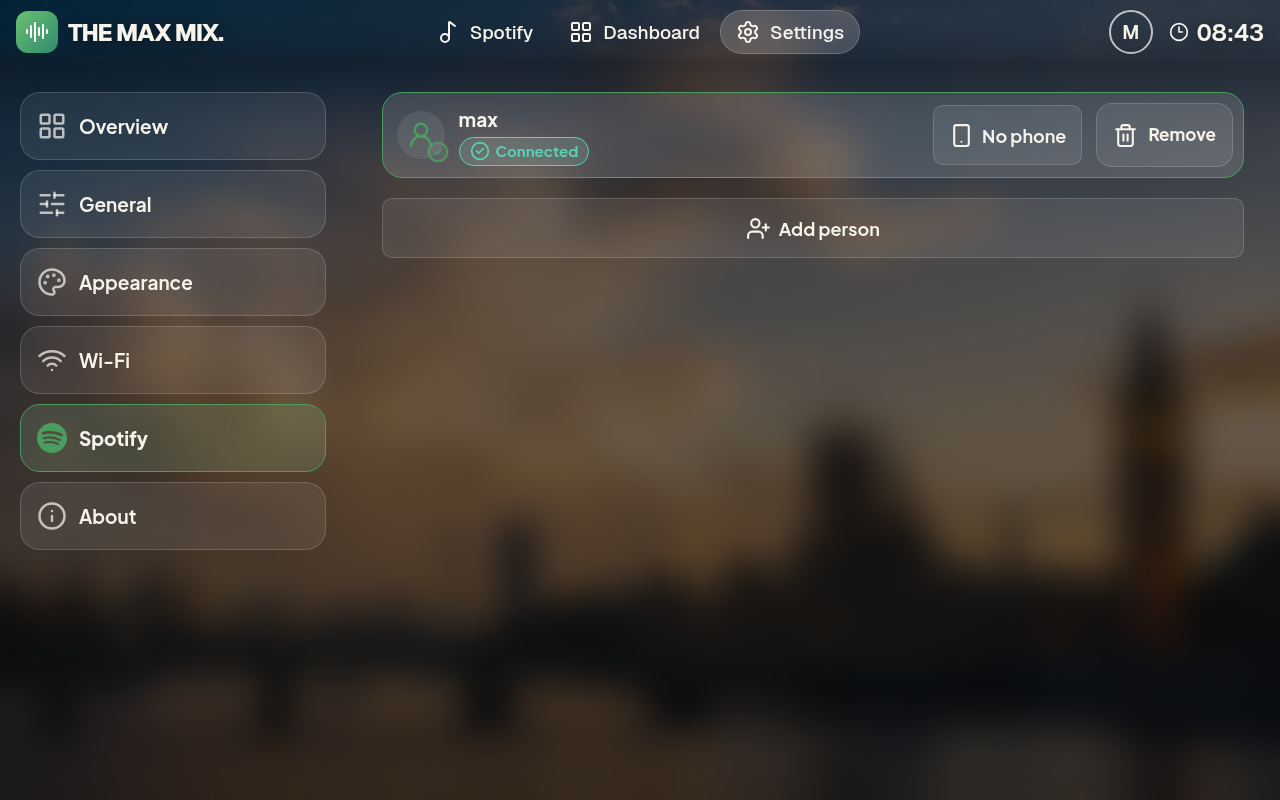 THE MAX MIX.
Spotify
Dashboard
Settings
M
08:43
Overview
General
Appearance
Wi-Fi
Spotify
About
max
Connected
No phone
Remove
Add person